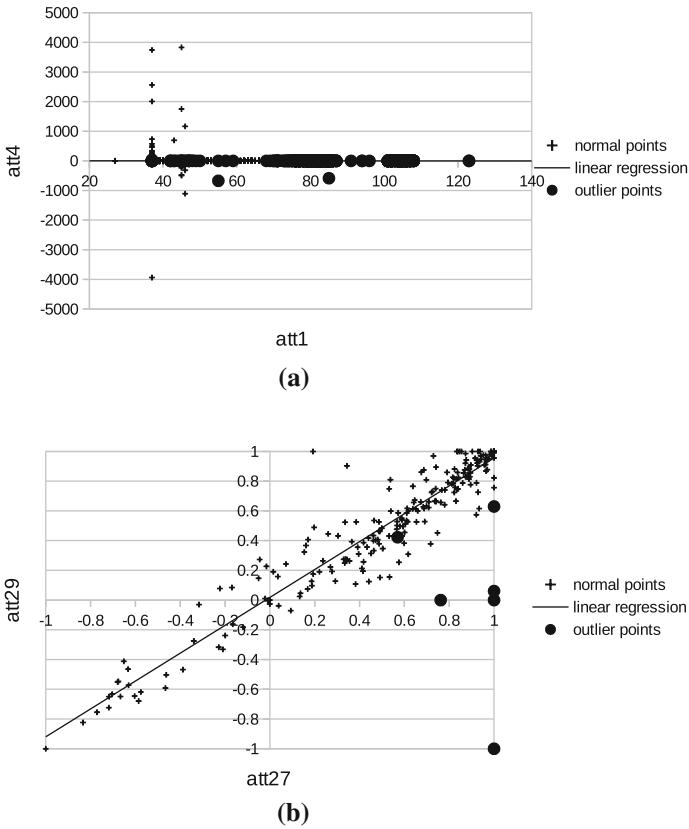 5000
4000
3000
2000
1000
0
-1000
-2000
-3000
-4000
-5000
20 40 60 80 100 120 140
att4
att1
normal points
linear regression
outlier points
(a)
1
0.8
0.6
0.4
0.2
0
-0.2
-0.4
-0.6
-0.8
-1
-1 -0.8 -0.6 -0.4 -0.2 0 0.2 0.4 0.6 0.8 1
att29
att27
normal points
linear regression
outlier points
(b)